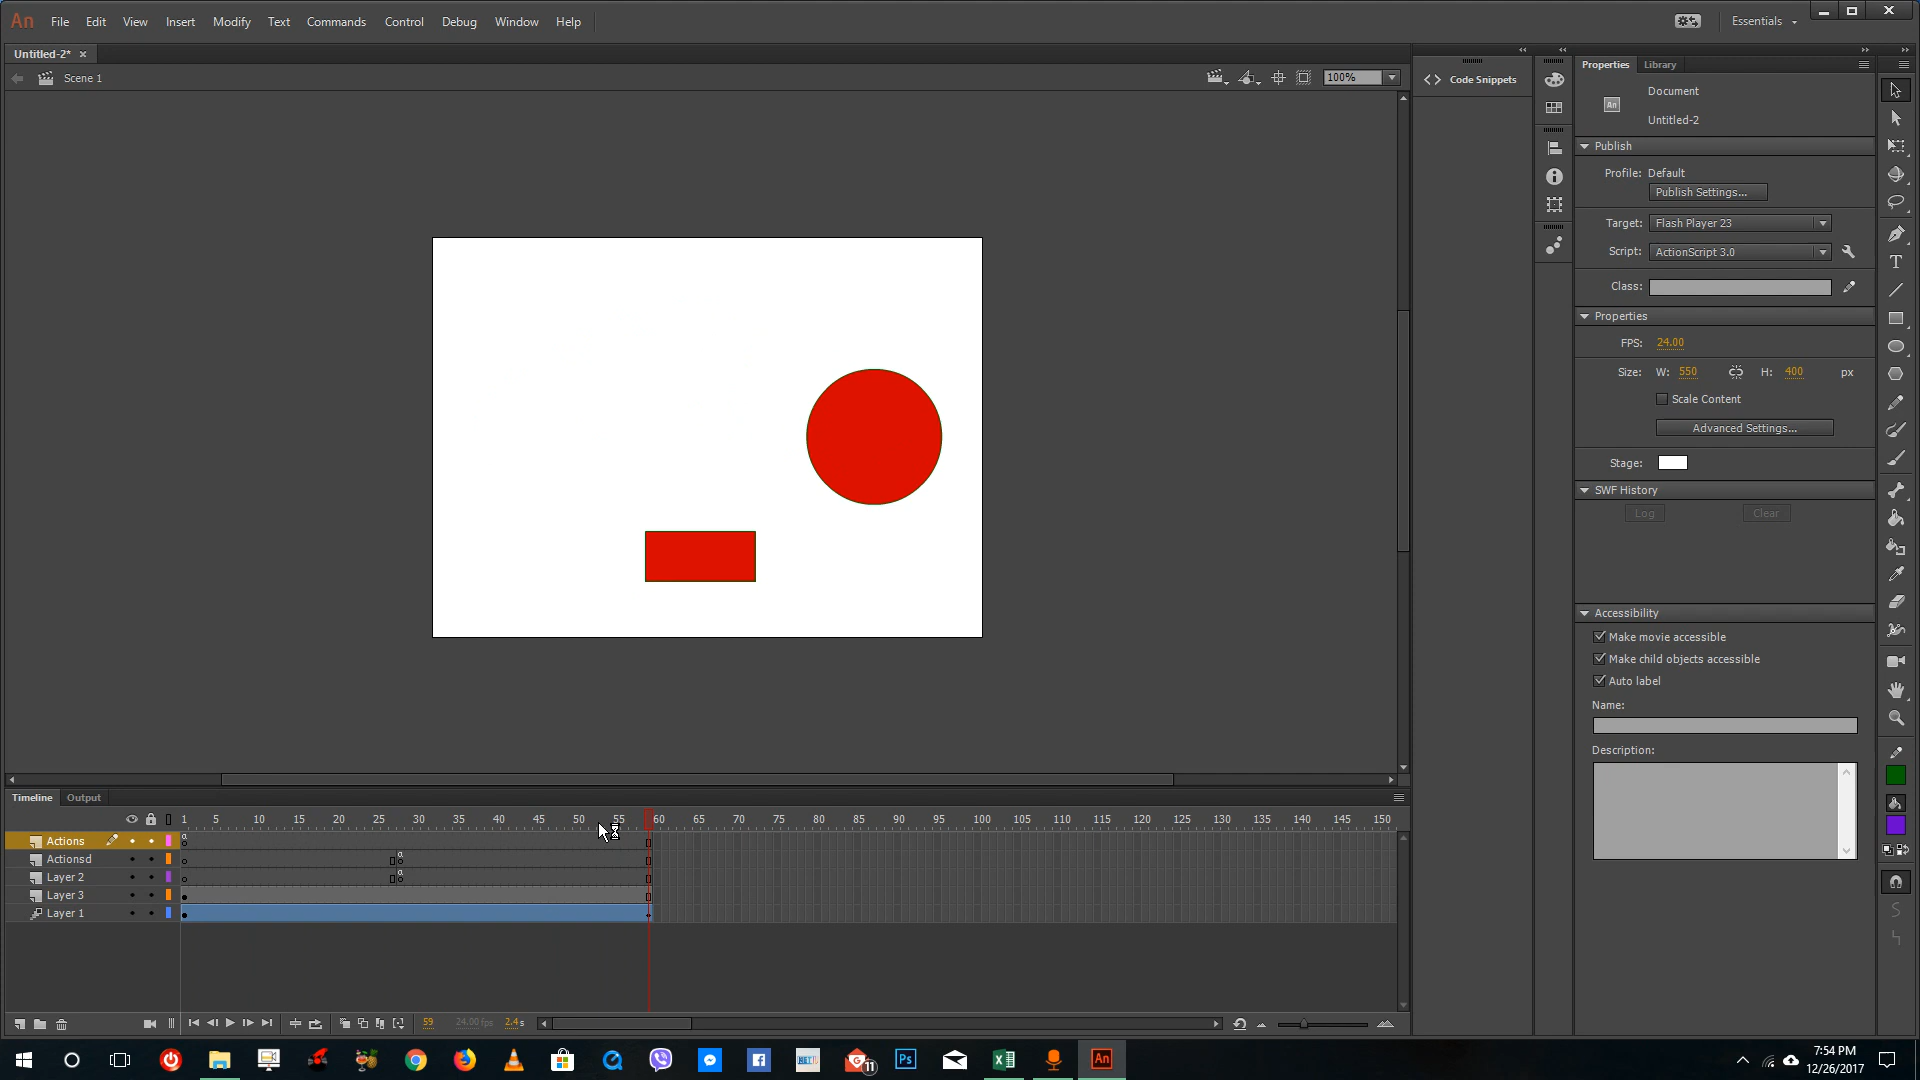 An File Edit View Insert Modify Text Commands Control Debug Window Help Essentials
Untitled-2*
Scene 1 100%
Code Snippets
Properties Library
Document
An
Untitled-2
Publish
Profile: Default
Publish Settings...
Target: Flash Player 23
Script: ActionScript 3.0
Class:
Properties
FPS: 24.00
Size: W: 550 H: 400 px
Scale Content
Advanced Settings...
Stage:
SWF History
Log Clear
Accessibility
Make movie accessible
Make child objects accessible
Auto label
Name:
Description:
Timeline Output
1 5 10 15 20 25 30 35 40 45 50 55 60 65 70 75 80 85 90 95 100 105 110 115 120 125 130 135 140 145 150
Actions
Actionsd
Layer 2
Layer 3
Layer 1
59 24.00 fps 2.4 s
11 Ps An
7:54 PM
12/26/2017